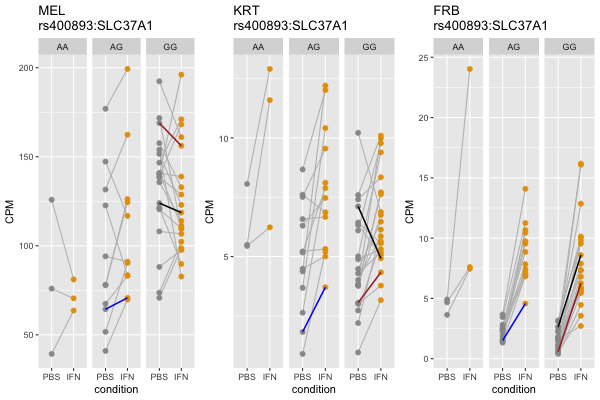 MEL
rs400893:SLC37A1
AA AG GG
200
150
100
50
CPM
PBS IFN PBS IFN PBS IFN
condition
KRT
rs400893:SLC37A1
AA AG GG
10
5
CPM
PBS IFN PBS IFN PBS IFN
condition
FRB
rs400893:SLC37A1
AA AG GG
25
20
15
10
5
0
CPM
PBS IFN PBS IFN PBS IFN
condition